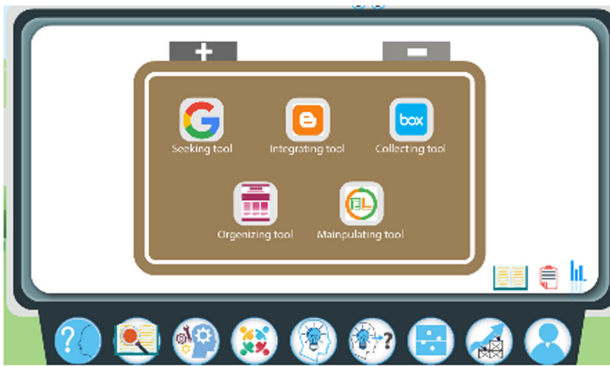 + −
G B box
Seeking tool Integrating tool Collecting tool
Organizing tool Mainpulating tool
? ?